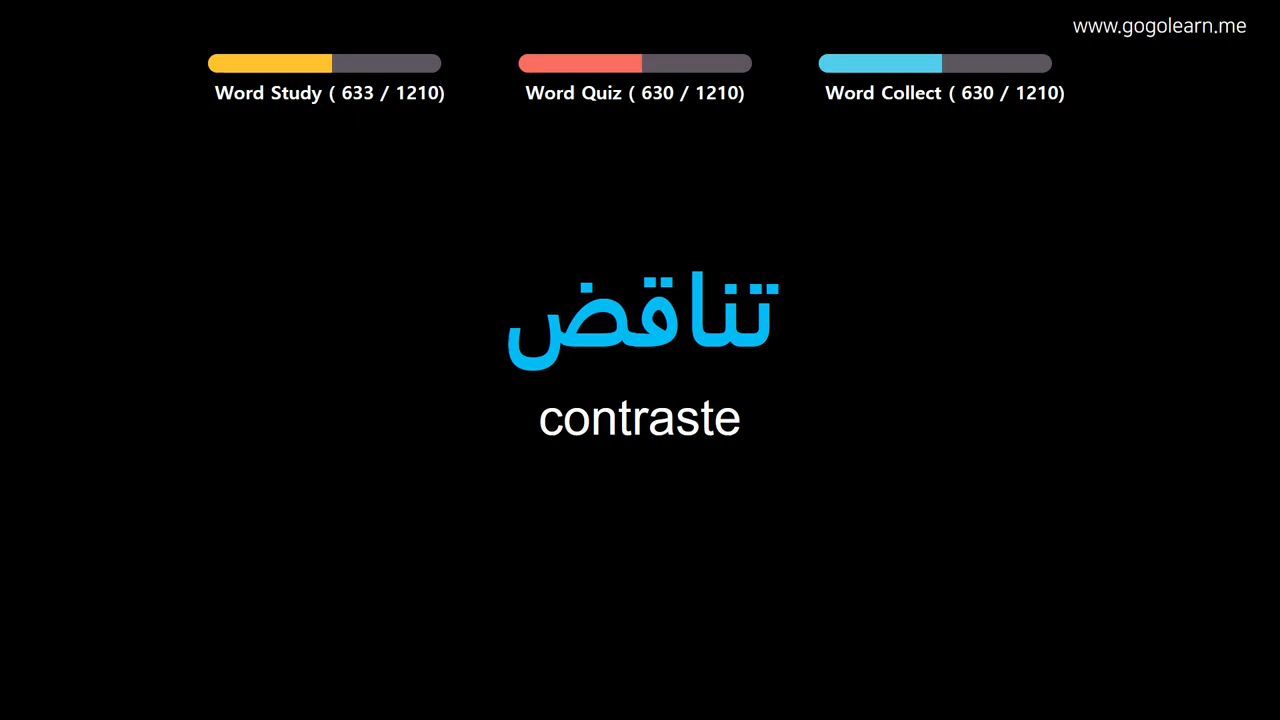 www.gogolearn.me
Word Study ( 633 / 1210)
Word Quiz ( 630 / 1210)
Word Collect ( 630 / 1210)
تناقض
contraste